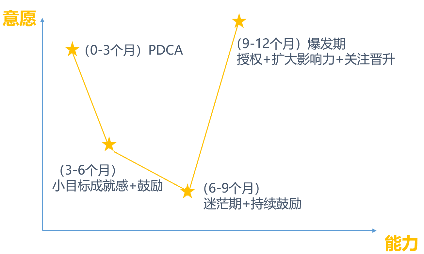 意愿
(0-3个月) PDCA
(9-12个月) 爆发期
授权+扩大影响力+关注晋升
(3-6个月)
小目标成就感+鼓励
(6-9个月)
迷茫期+持续鼓励
能力